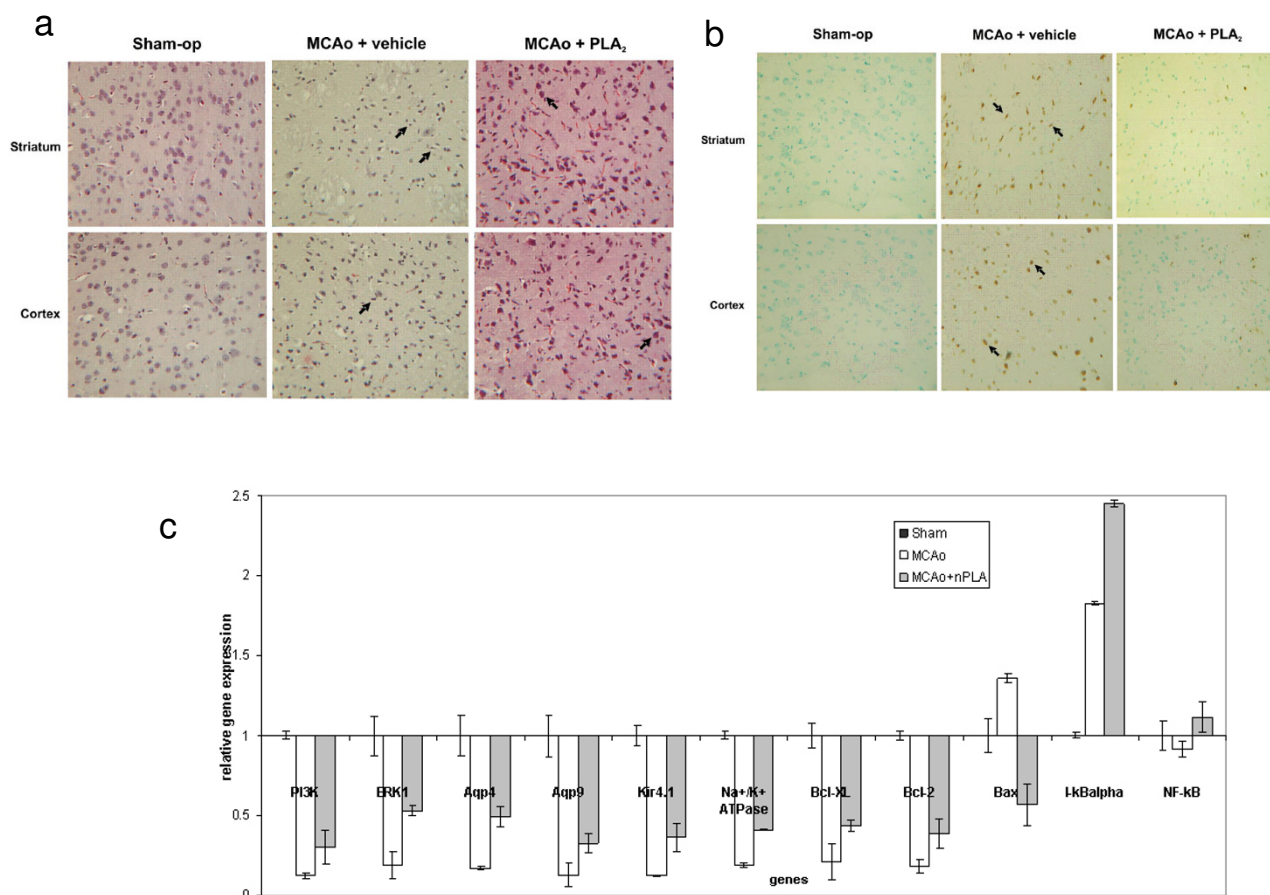 a
Sham-op MCAo + vehicle MCAo + PLA₂
Striatum
Cortex
b
Sham-op MCAo + vehicle MCAo + PLA₂
Striatum
Cortex
c
relative gene expression
2.5
2
1.5
1
0.5
0
Sham
MCAo
MCAo+nPLA
PI3K ERK1 Aqp4 Aqp9 Kir4.1 Na+/K+ Bcl-XL Bcl-2 Bax I-kBalpha NF-kB
ATPase
genes